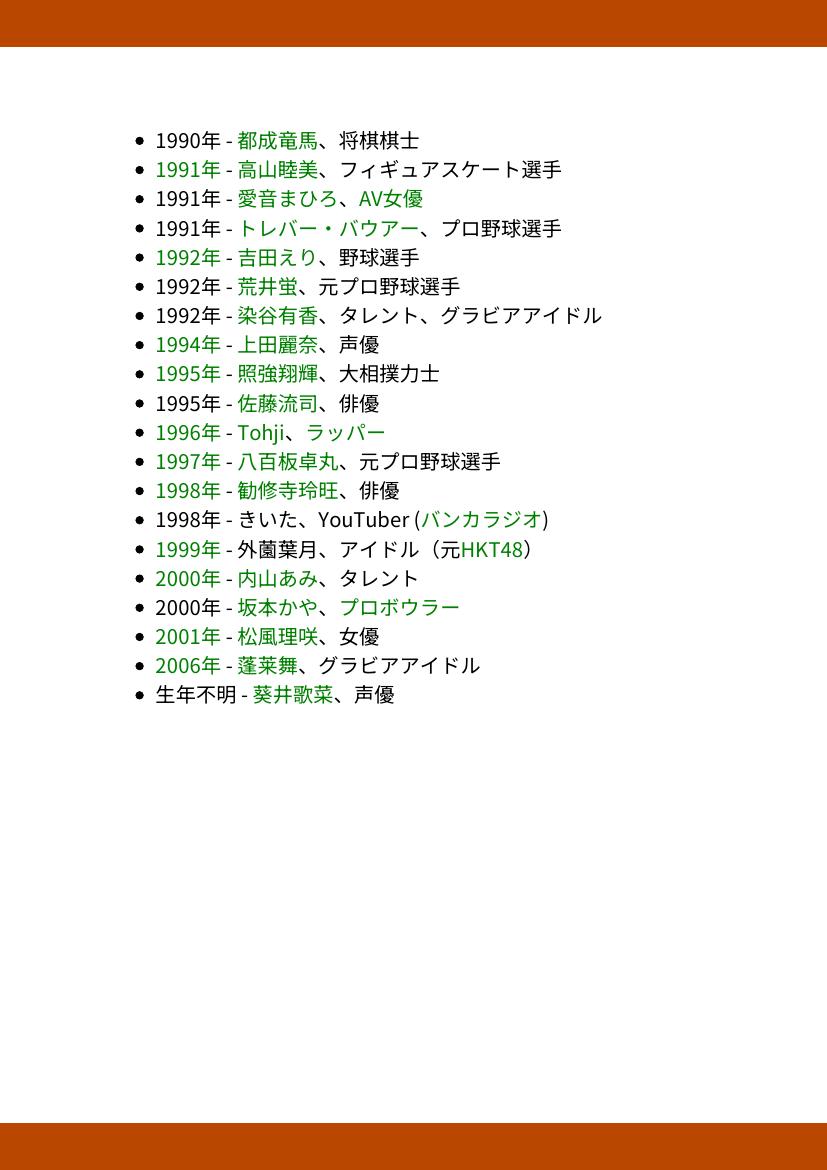 • 1990年 - 都成竜馬、将棋棋士
• 1991年 - 高山睦美、フィギュアスケート選手
• 1991年 - 愛音まひろ、AV女優
• 1991年 - トレバー・バウアー、プロ野球選手
• 1992年 - 吉田えり、野球選手
• 1992年 - 荒井蛍、元プロ野球選手
• 1992年 - 染谷有香、タレント、グラビアアイドル
• 1994年 - 上田麗奈、声優
• 1995年 - 照強翔輝、大相撲力士
• 1995年 - 佐藤流司、俳優
• 1996年 - Tohji、ラッパー
• 1997年 - 八百板卓丸、元プロ野球選手
• 1998年 - 勧修寺玲旺、俳優
• 1998年 - きいた、YouTuber (バンカラジオ)
• 1999年 - 外薗葉月、アイドル（元HKT48）
• 2000年 - 内山あみ、タレント
• 2000年 - 坂本かや、プロボウラー
• 2001年 - 松風理咲、女優
• 2006年 - 蓬莱舞、グラビアアイドル
• 生年不明 - 葵井歌菜、声優